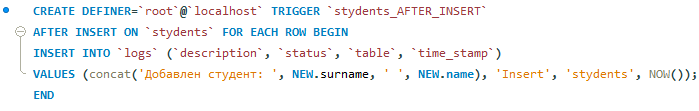 CREATE DEFINER=`root`@`localhost` TRIGGER `stydents_AFTER_INSERT`
AFTER INSERT ON `stydents` FOR EACH ROW BEGIN
INSERT INTO `logs` (`description`, `status`, `table`, `time_stamp`)
VALUES (concat('Добавлен студент: ', NEW.surname, ' ', NEW.name), 'Insert', 'stydents', NOW());
END